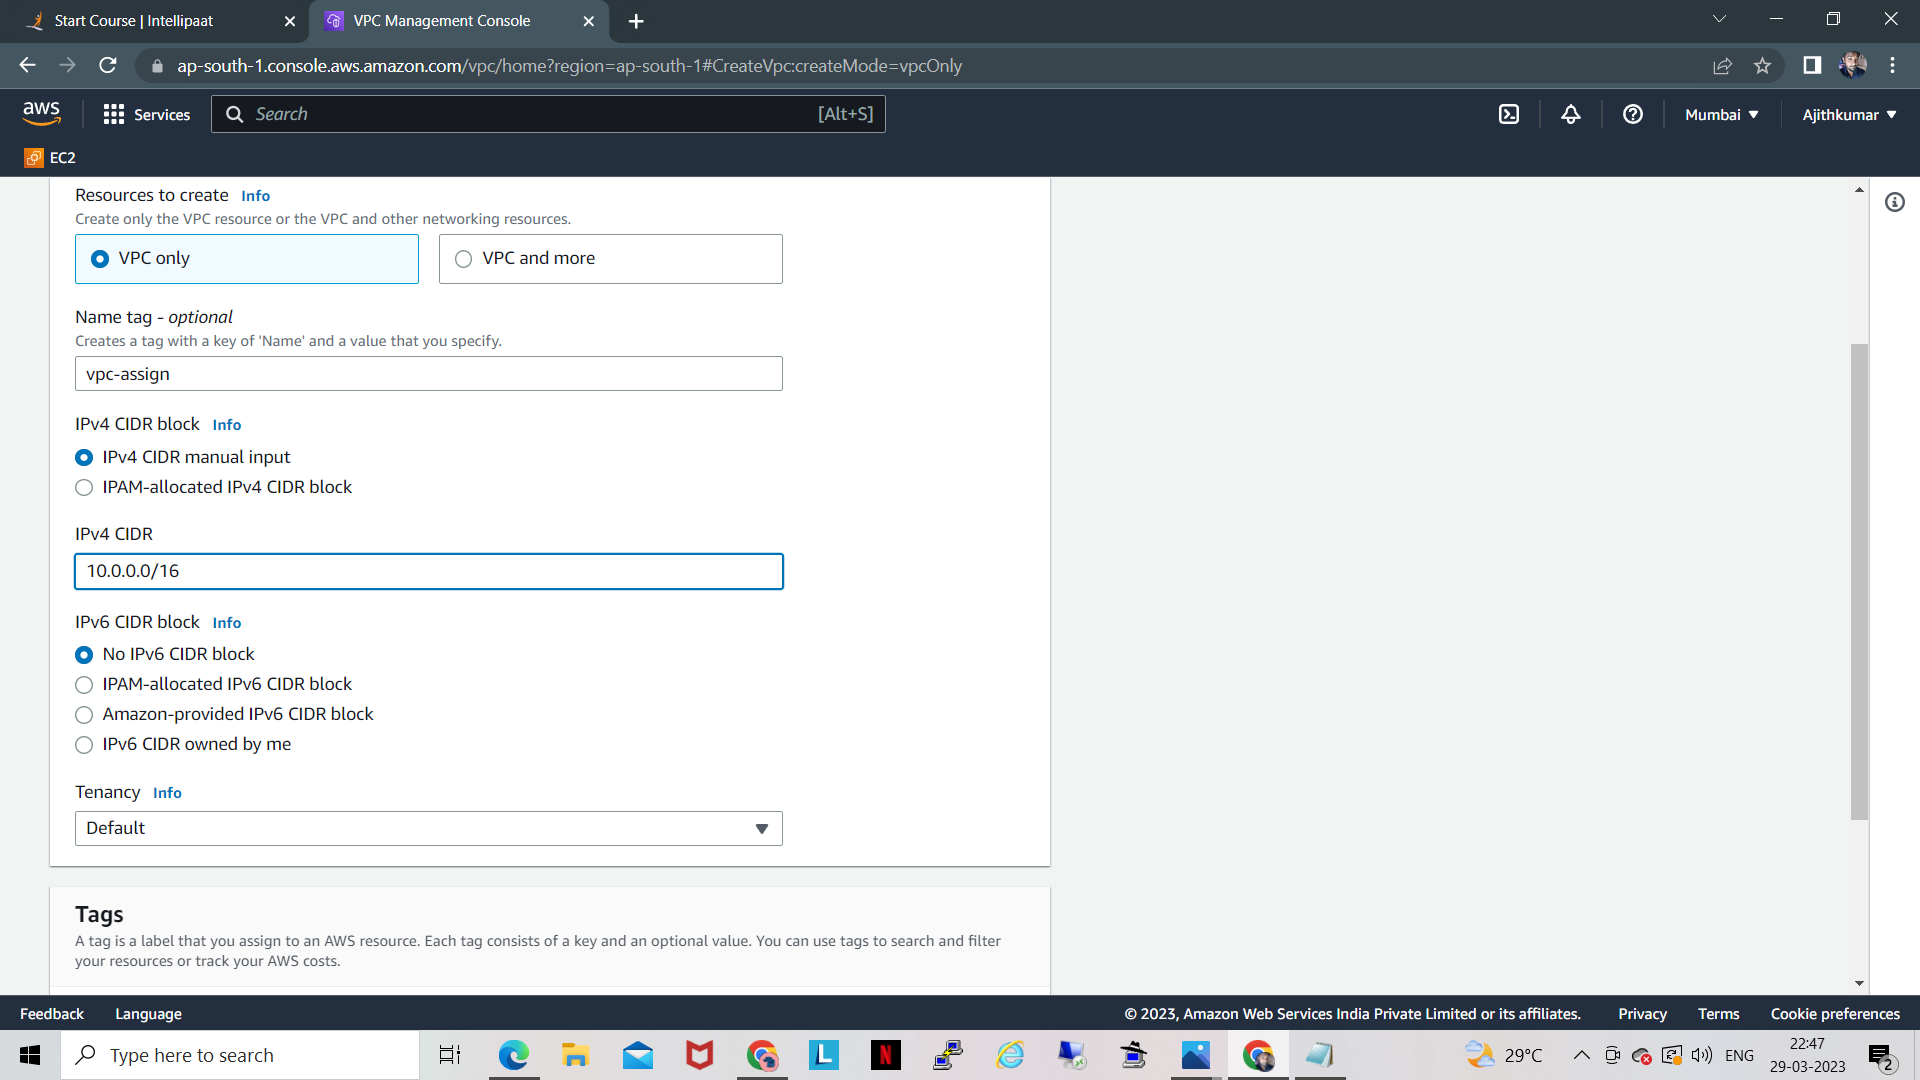 Start Course | Intellipaat
VPC Management Console
ap-south-1.console.aws.amazon.com/vpc/home?region=ap-south-1#CreateVpc:createMode=vpcOnly
aws
Services
Search
[Alt+S]
Mumbai
Ajithkumar
EC2
Resources to create Info
Create only the VPC resource or the VPC and other networking resources.
VPC only
VPC and more
Name tag - optional
Creates a tag with a key of 'Name' and a value that you specify.
vpc-assign
IPv4 CIDR block Info
IPv4 CIDR manual input
IPAM-allocated IPv4 CIDR block
IPv4 CIDR
10.0.0.0/16
IPv6 CIDR block Info
No IPv6 CIDR block
IPAM-allocated IPv6 CIDR block
Amazon-provided IPv6 CIDR block
IPv6 CIDR owned by me
Tenancy Info
Default
Tags
A tag is a label that you assign to an AWS resource. Each tag consists of a key and an optional value. You can use tags to search and filter
your resources or track your AWS costs.
Feedback
Language
© 2023, Amazon Web Services India Private Limited or its affiliates.
Privacy
Terms
Cookie preferences
Type here to search
L
N
29°C
ENG
22:47
29-03-2023
2